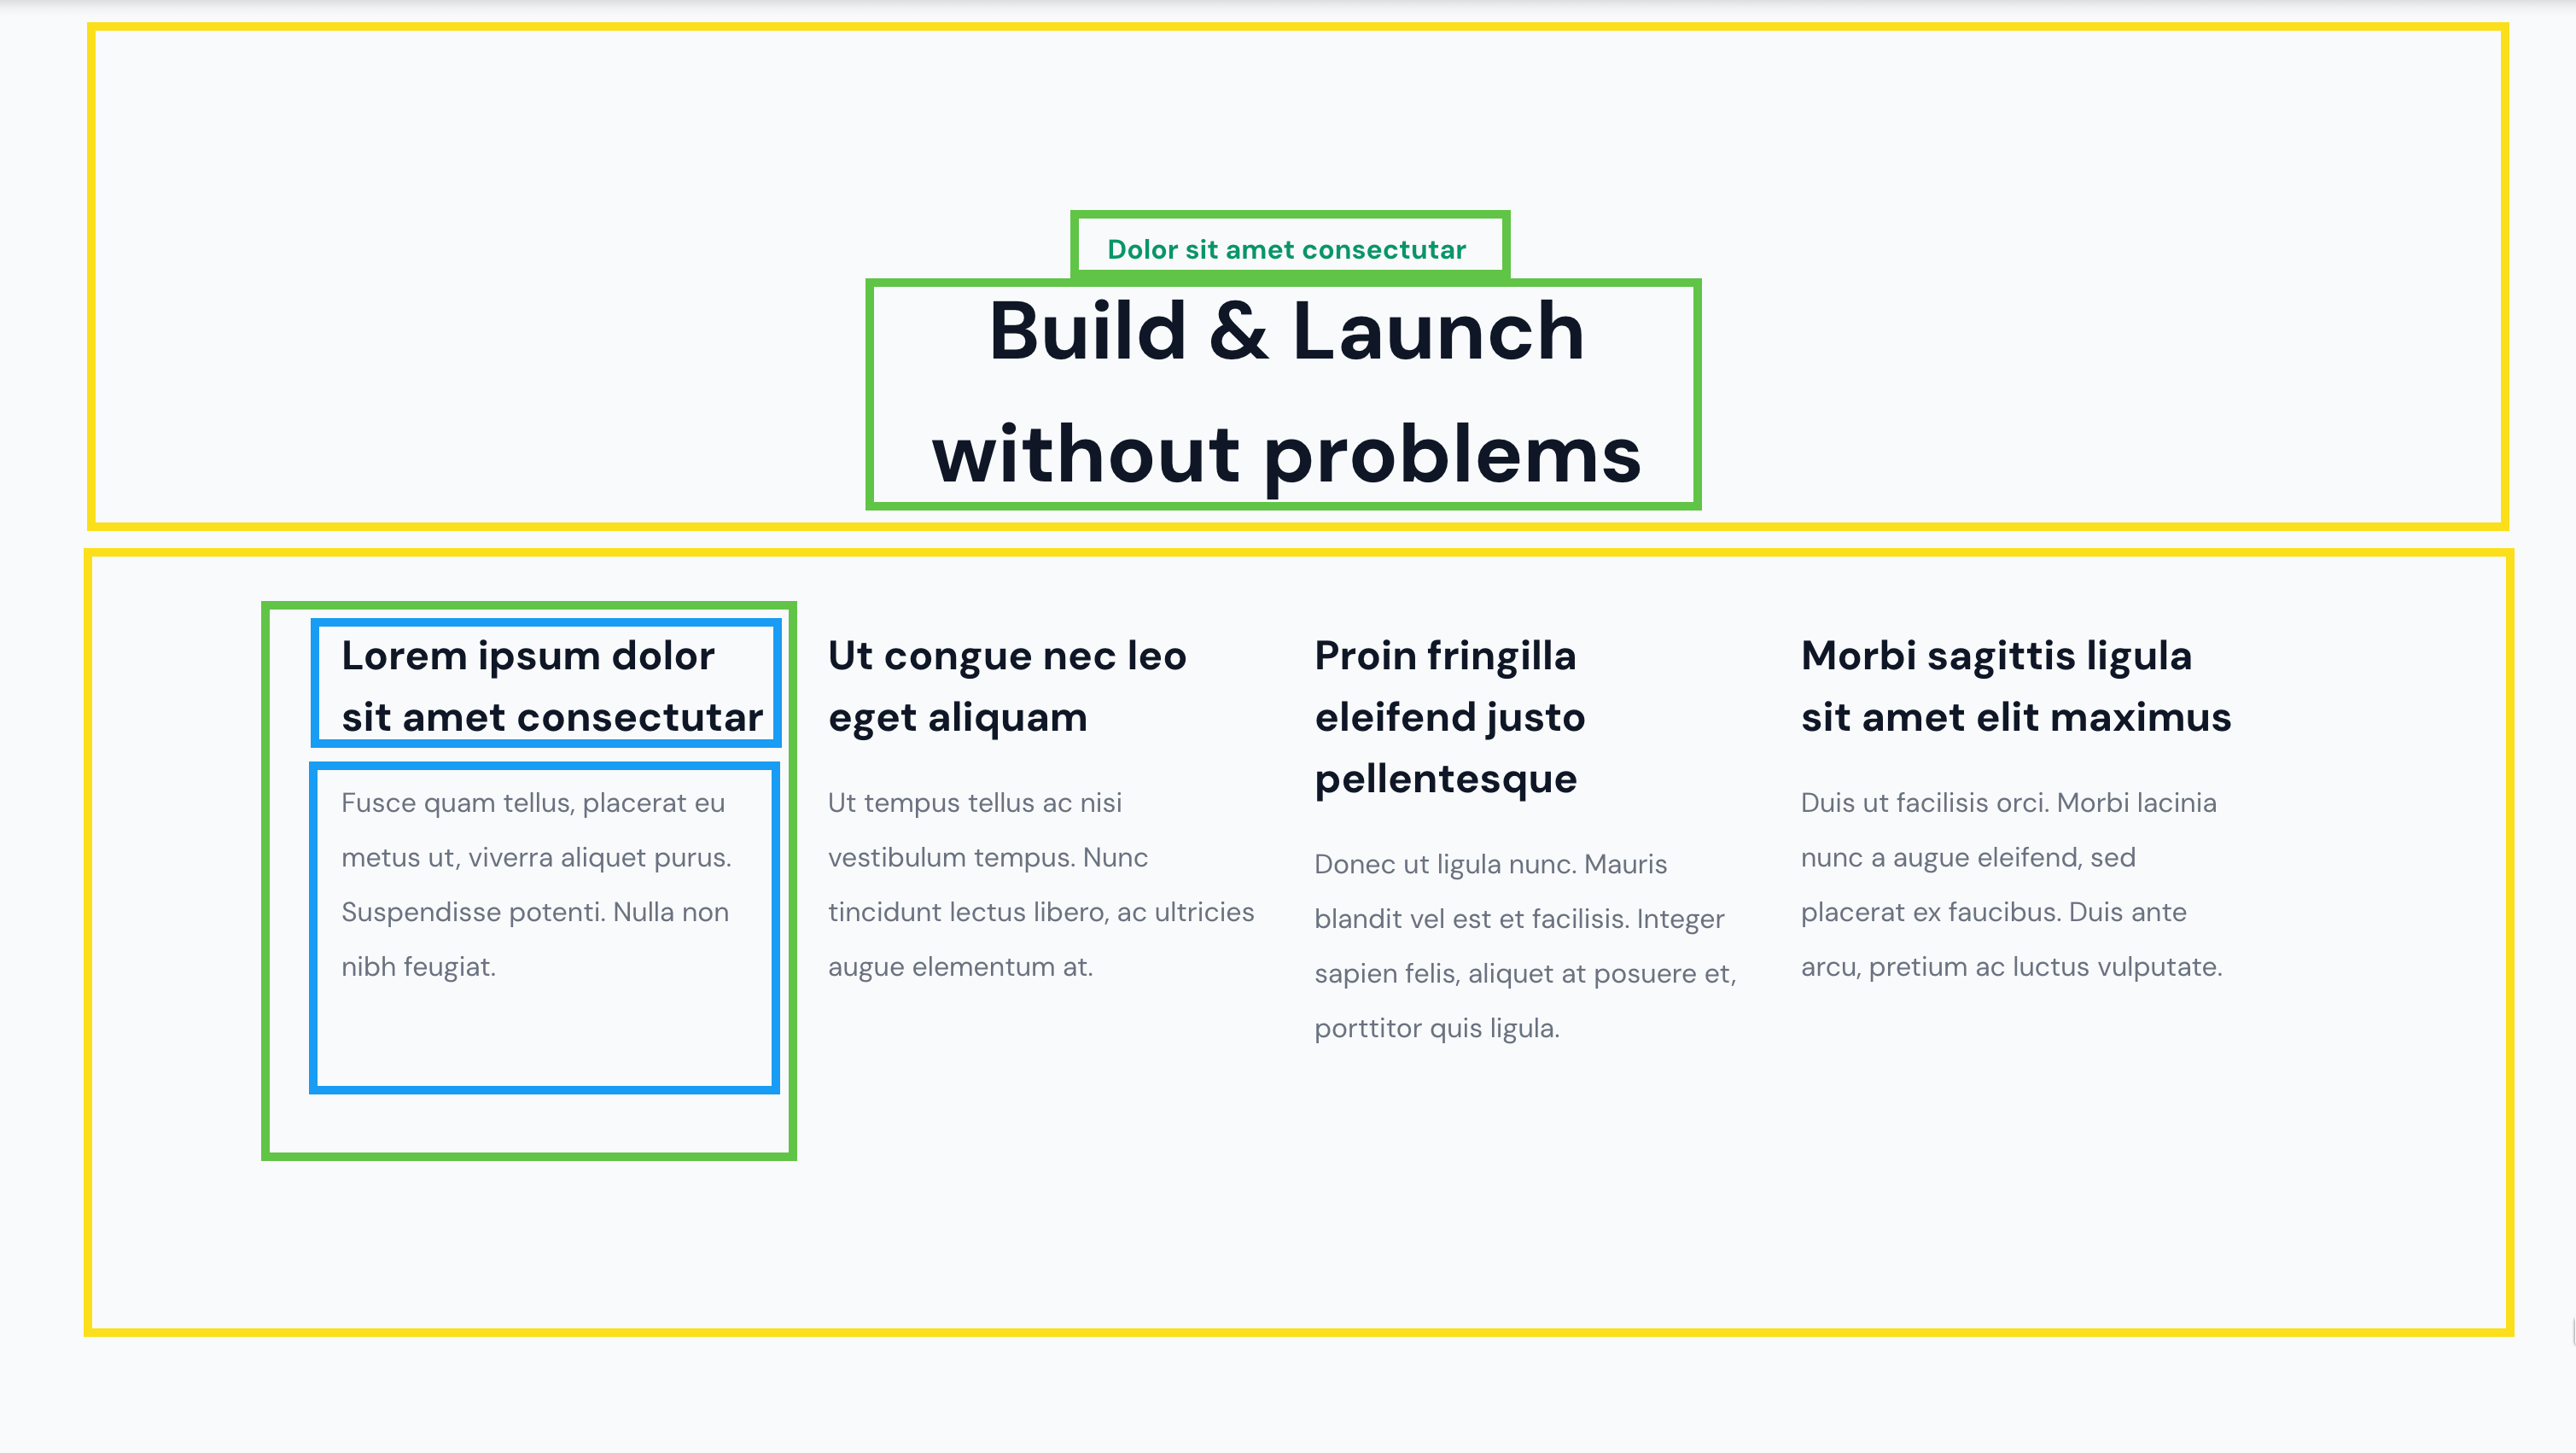 Dolor sit amet consectutar
Build & Launch
without problems
Lorem ipsum dolor
sit amet consectutar
Fusce quam tellus, placerat eu
metus ut, viverra aliquet purus.
Suspendisse potenti. Nulla non
nibh feugiat.
Ut congue nec leo
eget aliquam
Ut tempus tellus ac nisi
vestibulum tempus. Nunc
tincidunt lectus libero, ac ultricies
augue elementum at.
Proin fringilla
eleifend justo
pellentesque
Donec ut ligula nunc. Mauris
blandit vel est et facilisis. Integer
sapien felis, aliquet at posuere et,
porttitor quis ligula.
Morbi sagittis ligula
sit amet elit maximus
Duis ut facilisis orci. Morbi lacinia
nunc a augue eleifend, sed
placerat ex faucibus. Duis ante
arcu, pretium ac luctus vulputate.